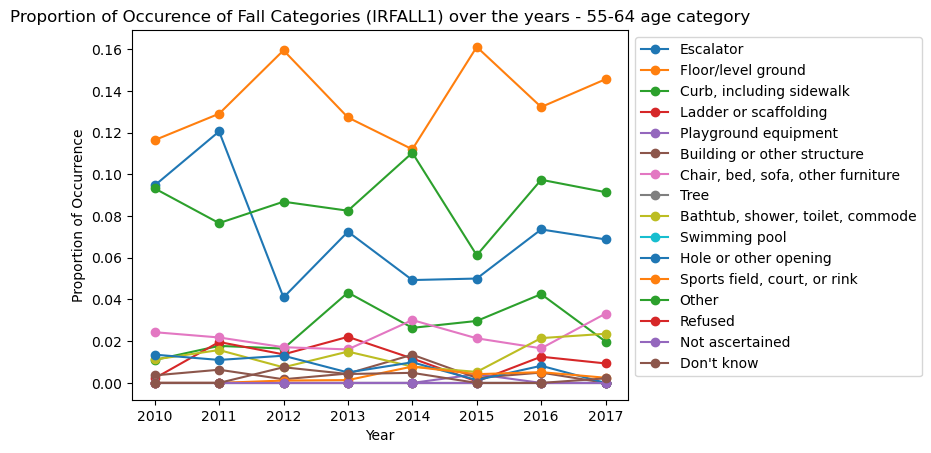 Proportion of Occurence of Fall Categories (IRFALL1) over the years - 55-64 age category
0.16
0.14
0.12
0.10
0.08
0.06
0.04
0.02
0.00
Proportion of Occurrence
2010 2011 2012 2013 2014 2015 2016 2017
Year
Escalator
Floor/level ground
Curb, including sidewalk
Ladder or scaffolding
Playground equipment
Building or other structure
Chair, bed, sofa, other furniture
Tree
Bathtub, shower, toilet, commode
Swimming pool
Hole or other opening
Sports field, court, or rink
Other
Refused
Not ascertained
Don't know